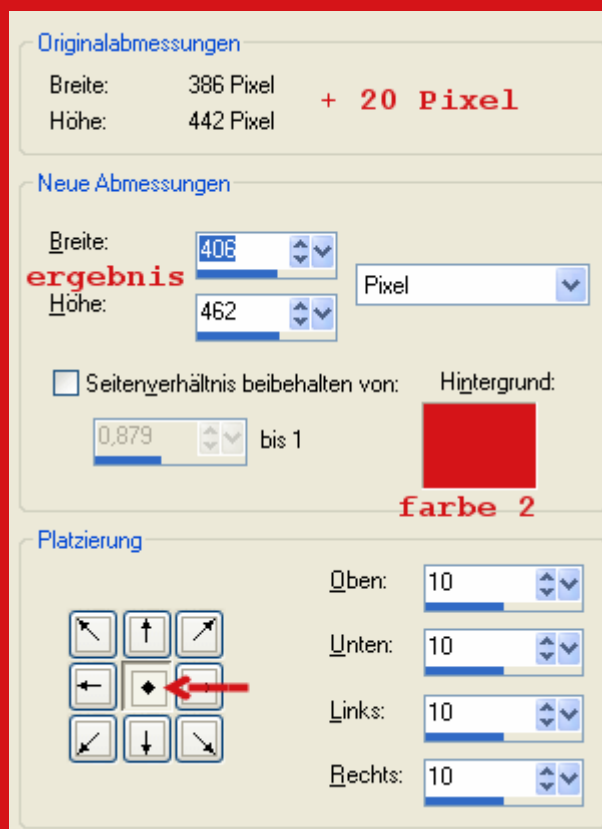 Originalabmessungen
Breite: 386 Pixel
+ 20 Pixel
Höhe: 442 Pixel
Neue Abmessungen
Breite: 406
ergebnis
Pixel
Höhe: 462
Seitenverhältnis beibehalten von: Hintergrund:
0,879 bis 1
farbe 2
Platzierung
Oben: 10
Unten: 10
Links: 10
Rechts: 10